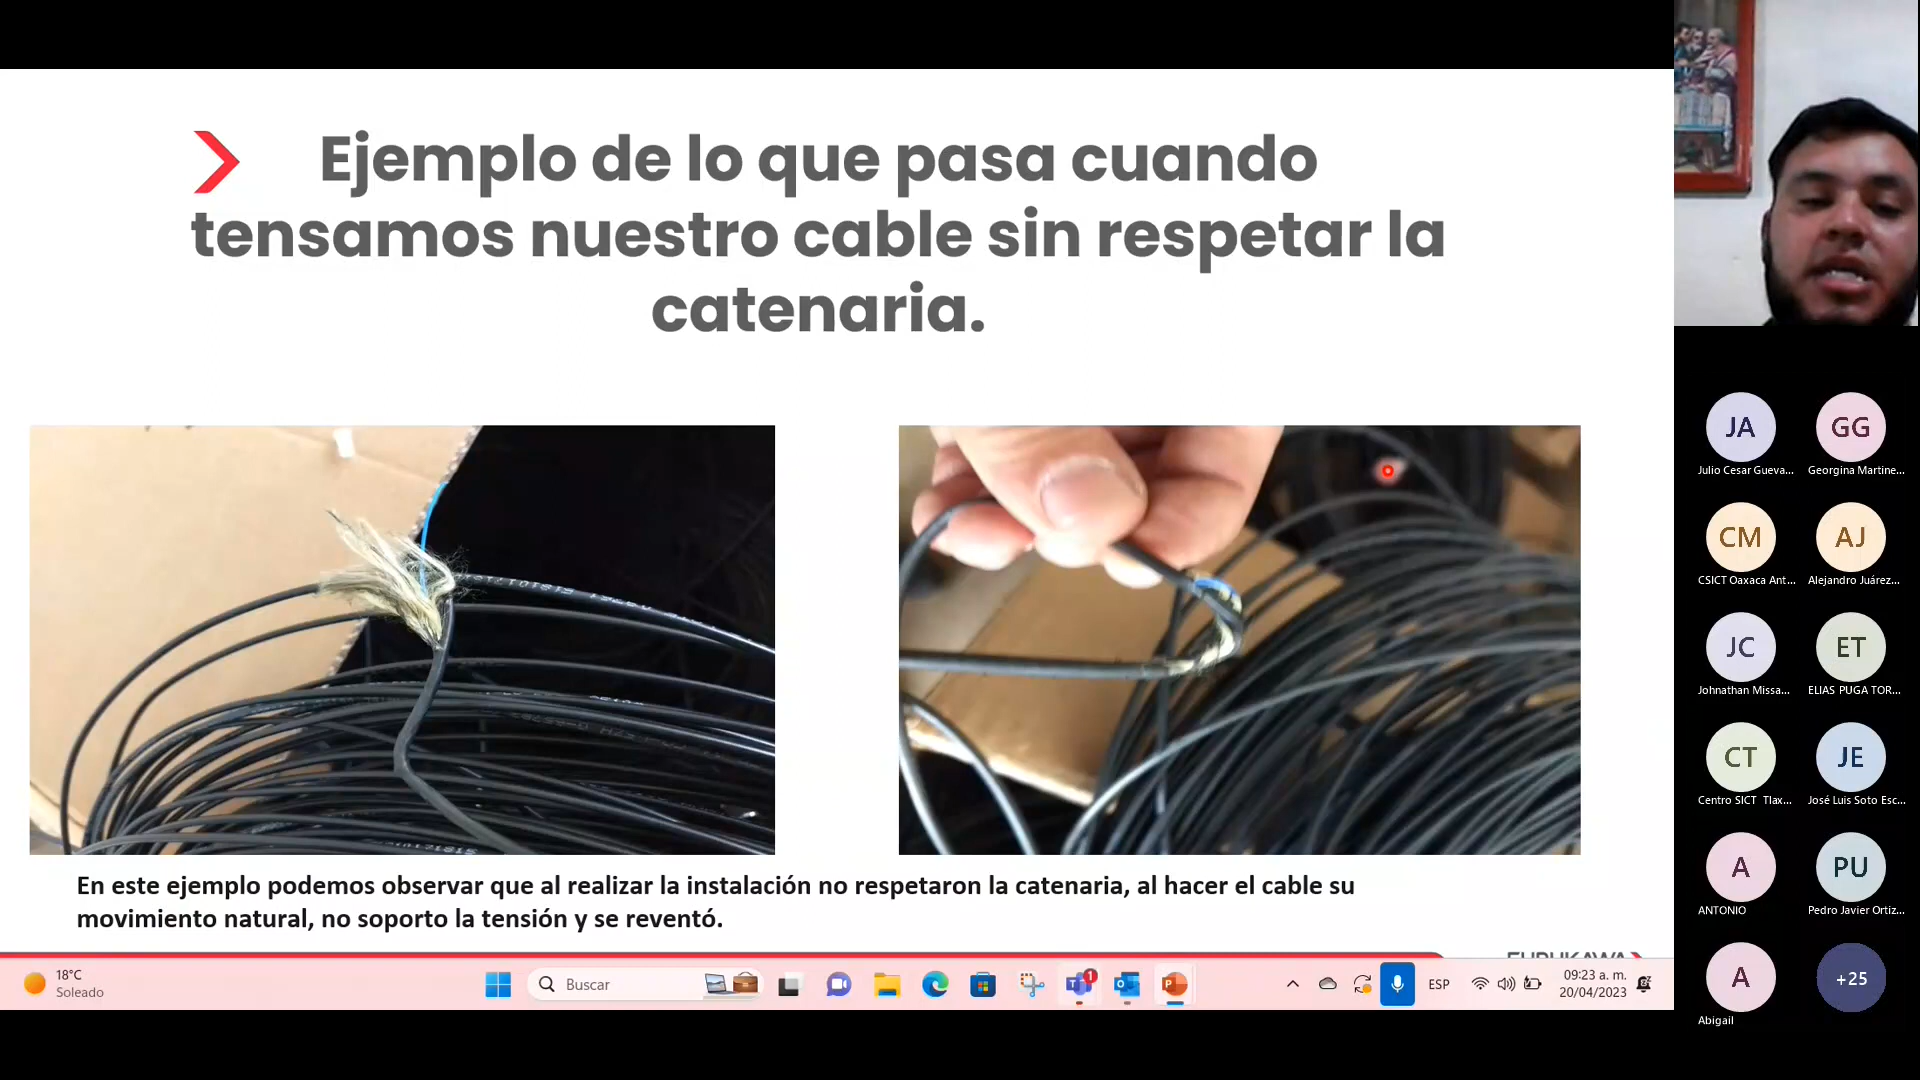 Ejemplo de lo que pasa cuando
tensamos nuestro cable sin respetar la
catenaria.
En este ejemplo podemos observar que al realizar la instalación no respetaron la catenaria, al hacer el cable su
movimiento natural, no soporto la tensión y se reventó.
FURUKAWA
18°C
Soleado
Buscar
1
ESP
09:23 a. m.
20/04/2023
JA
GG
Julio Cesar Gueva...
Georgina Martine...
CM
AJ
CSICT Oaxaca Ant...
Alejandro Juárez...
JC
ET
Johnathan Missa...
ELIAS PUGA TOR...
CT
JE
Centro SICT Tlax...
José Luis Soto Esc...
A
PU
ANTONIO
Pedro Javier Ortiz...
A
+25
Abigail